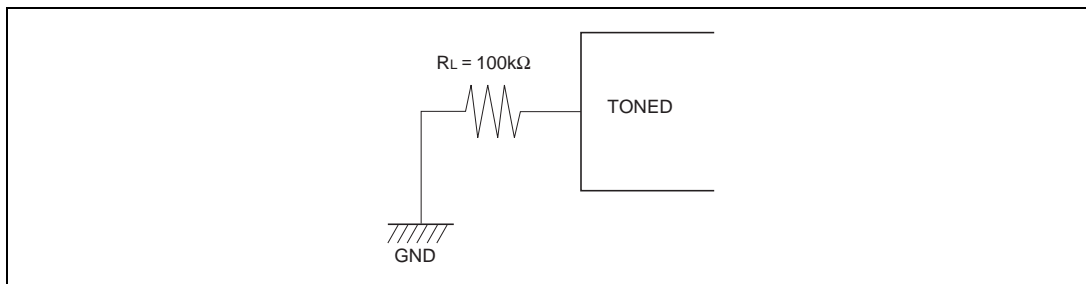 RL = 100kΩ
TONED
GND